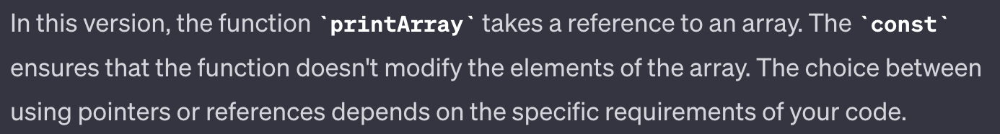 In this version, the function `printArray` takes a reference to an array. The `const`
ensures that the function doesn't modify the elements of the array. The choice between
using pointers or references depends on the specific requirements of your code.